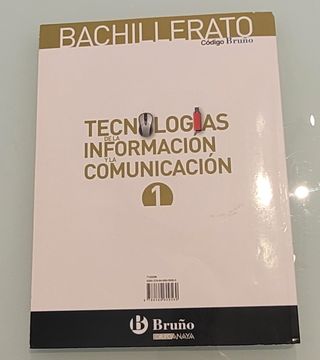 BACHILLERATO
Código Bruño
TECNOLOGÍAS
DE LA
INFORMACIÓN
Y LA
COMUNICACIÓN
1
Bruño
ANAYA